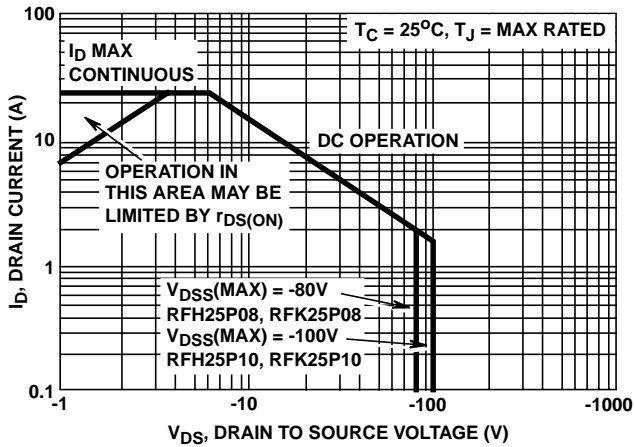 100
T_C = 25°C, T_J = MAX RATED
I_D MAX
CONTINUOUS
10
DC OPERATION
OPERATION IN
THIS AREA MAY BE
LIMITED BY r_DS(ON)
1
V_DSS(MAX) = -80V
RFH25P08, RFK25P08
V_DSS(MAX) = -100V
RFH25P10, RFK25P10
0.1
-1
-10
-100
-1000
I_D, DRAIN CURRENT (A)
V_DS, DRAIN TO SOURCE VOLTAGE (V)